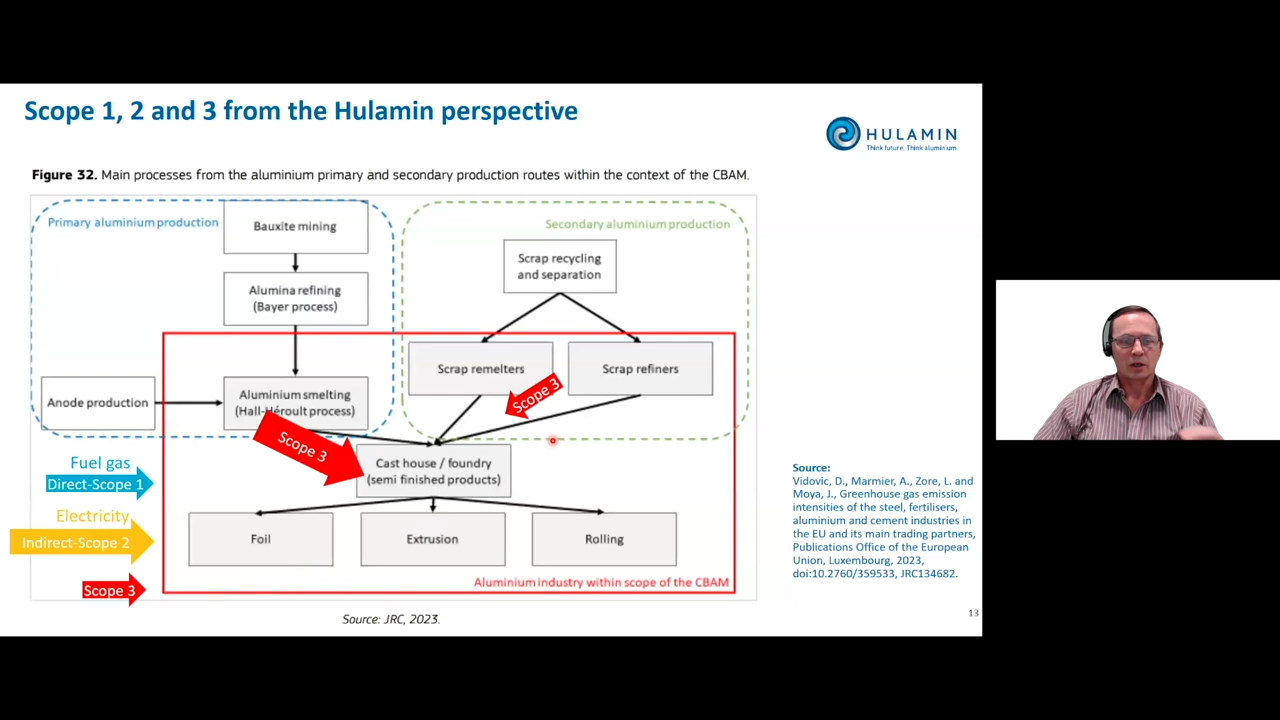 Scope 1, 2 and 3 from the Hulamin perspective
HULAMIN
Think future. Think aluminium.
Figure 32. Main processes from the aluminium primary and secondary production routes within the context of the CBAM.
Primary aluminium production
Bauxite mining
Alumina refining
(Bayer process)
Anode production
Aluminium smelting
(Hall-Héroult process)
Secondary aluminium production
Scrap recycling
and separation
Scrap remelters
Scrap refiners
Scope 3
Scope 3
Cast house / foundry
(semi finished products)
Fuel gas
Direct-Scope 1
Electricity
Indirect-Scope 2
Scope 3
Foil
Extrusion
Rolling
Aluminium industry within scope of the CBAM
Source: JRC, 2023.
Source:
Vidovic, D., Marmier, A., Zore, L. and
Moya, J., Greenhouse gas emission
intensities of the steel, fertilisers,
aluminium and cement industries in
the EU and its main trading partners,
Publications Office of the European
Union, Luxembourg, 2023,
doi:10.2760/359533, JRC134682.
13